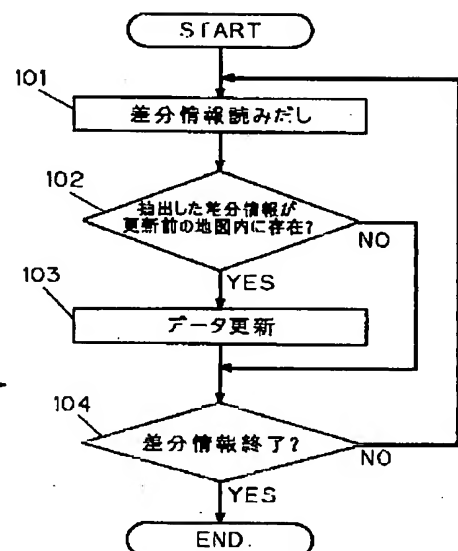 START
101
差分情報読みだし
102
抽出した差分情報が
更新前の地図内に存在?
NO
YES
103
データ更新
104
差分情報終了?
NO
YES
END.